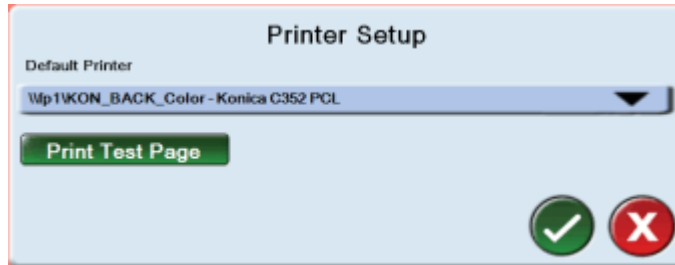 Printer Setup
Default Printer
\\lp1\KON_BACK_Color - Konica C352 PCL
Print Test Page
X